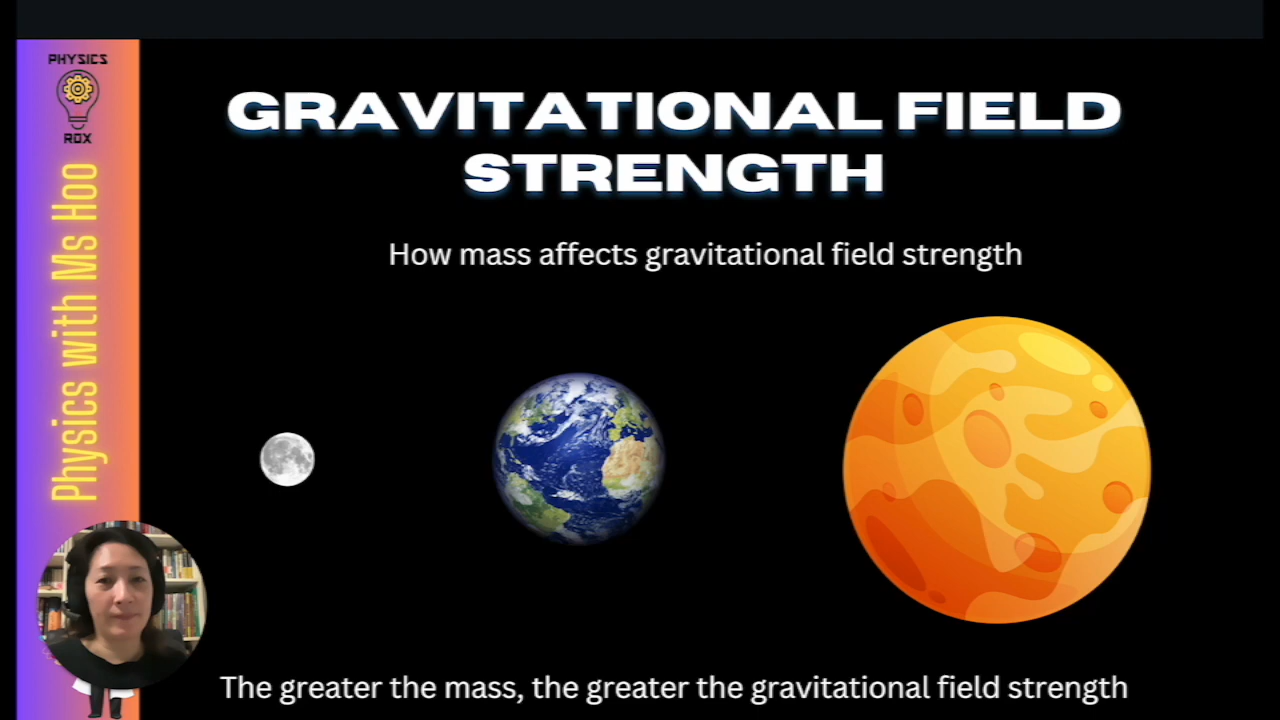 PHYSICS
ROX
Physics with Ms Hoo
GRAVITATIONAL FIELD
STRENGTH
How mass affects gravitational field strength
The greater the mass, the greater the gravitational field strength